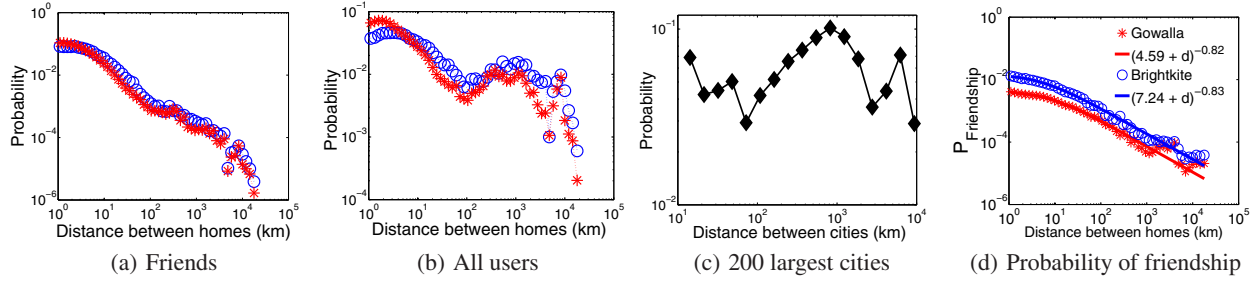 10^0
10^-2
10^-4
10^-6
Probability
10^0 10^1 10^2 10^3 10^4 10^5
Distance between homes (km)
(a) Friends
10^-1
10^-2
10^-3
10^-4
Probability
10^0 10^1 10^2 10^3 10^4 10^5
Distance between homes (km)
(b) All users
10^-1
10^-2
Probability
10^1 10^2 10^3 10^4
Distance between cities (km)
(c) 200 largest cities
10^0
10^-2
10^-4
10^-6
P_Friendship
Gowalla
(4.59 + d)^-0.82
Brightkite
(7.24 + d)^-0.83
10^0 10^1 10^2 10^3 10^4 10^5
Distance between homes (km)
(d) Probability of friendship